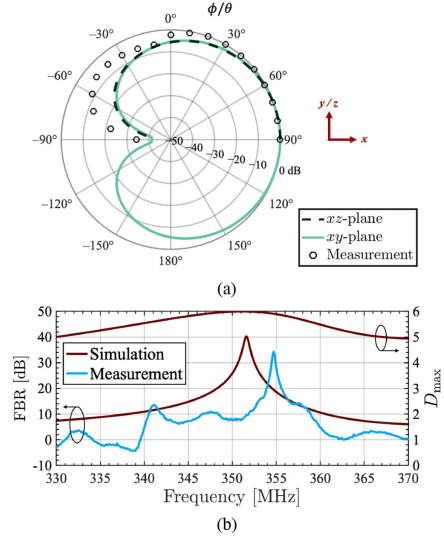 ϕ/θ
0°
−30°
30°
−60°
60°
−90°
90°
−50
−40
−30
−20
−10
0 dB
−120°
120°
−150°
150°
180°
y/z
x
xz-plane
xy-plane
Measurement
(a)
FBR [dB]
50
40
30
20
10
0
-10
Simulation
Measurement
6
5
4
3
2
1
0
D_max
330 335 340 345 350 355 360 365 370
Frequency [MHz]
(b)